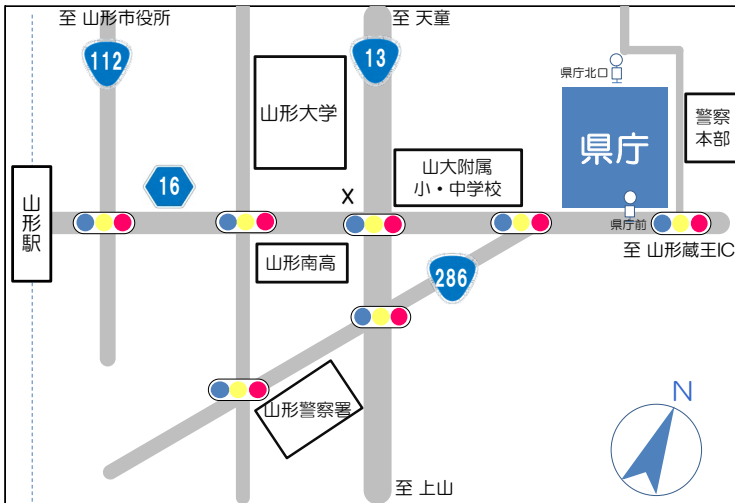 至 山形市役所
至 天童
112
13
県庁北口
山形大学
警察
本部
県庁
山大附属
小・中学校
16
X
山形駅
県庁前
山形南高
至 山形蔵王IC
286
山形警察署
N
至 上山